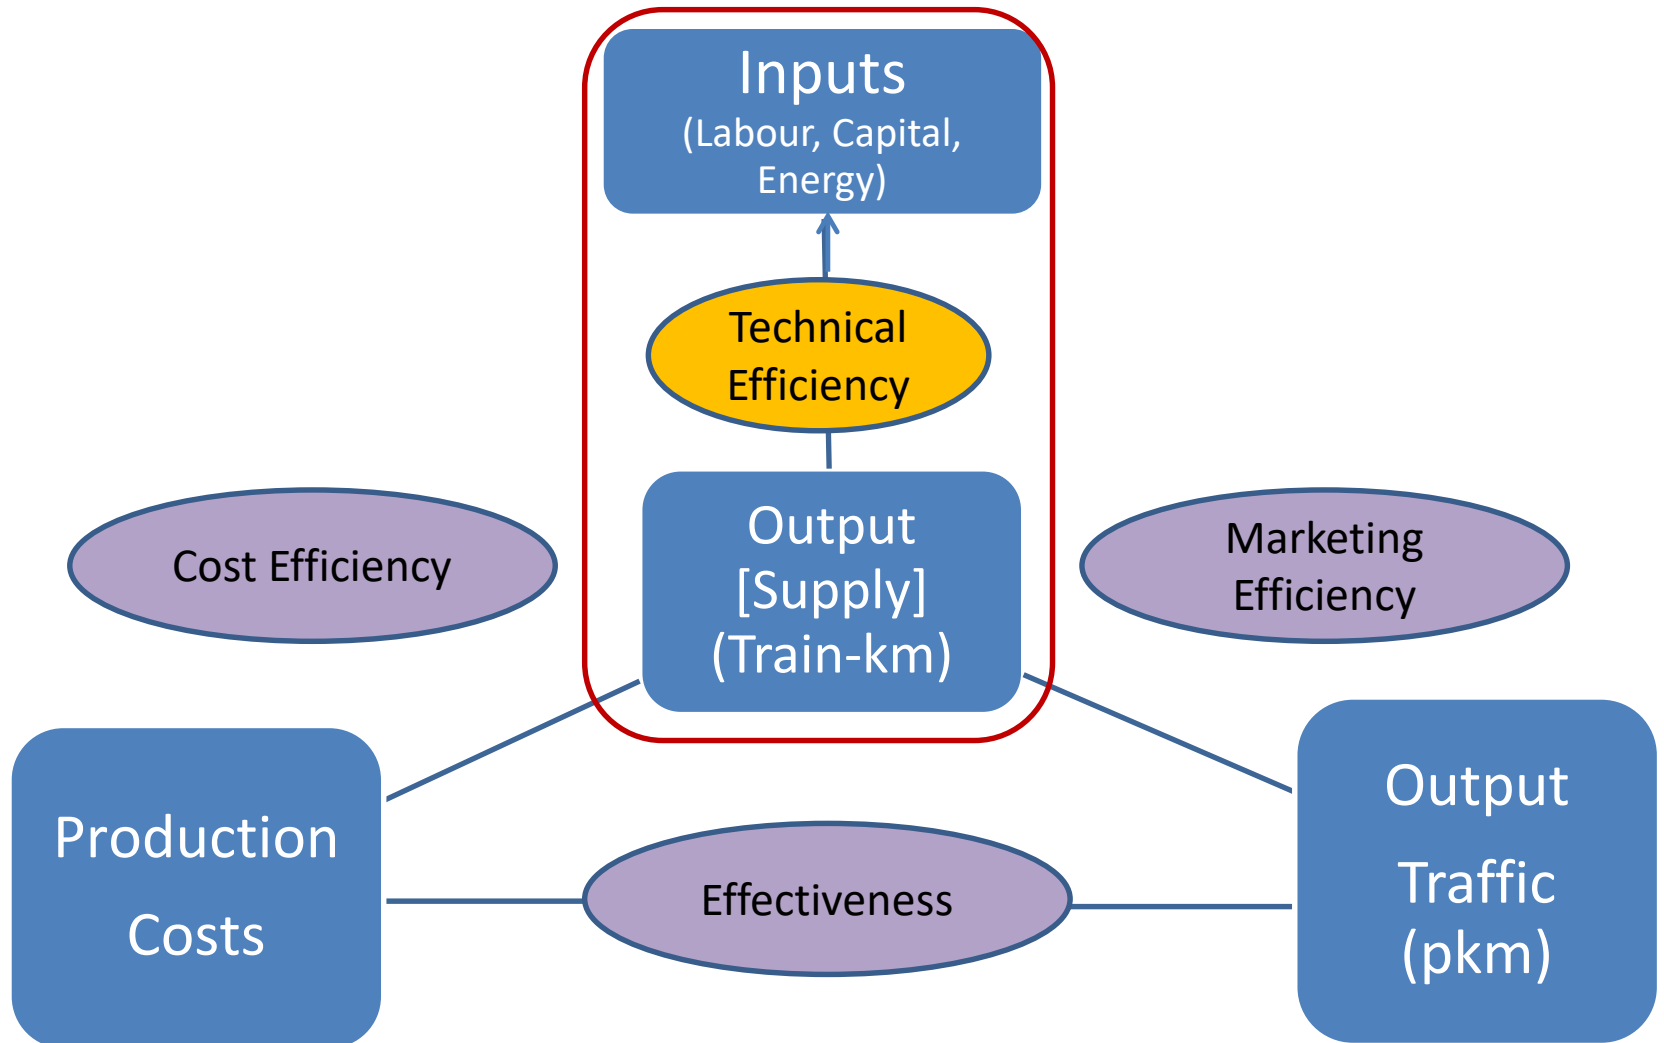 Inputs
(Labour, Capital,
Energy)
Technical
Efficiency
Output
[Supply]
(Train-km)
Cost Efficiency
Marketing
Efficiency
Production
Costs
Effectiveness
Output
Traffic
(pkm)